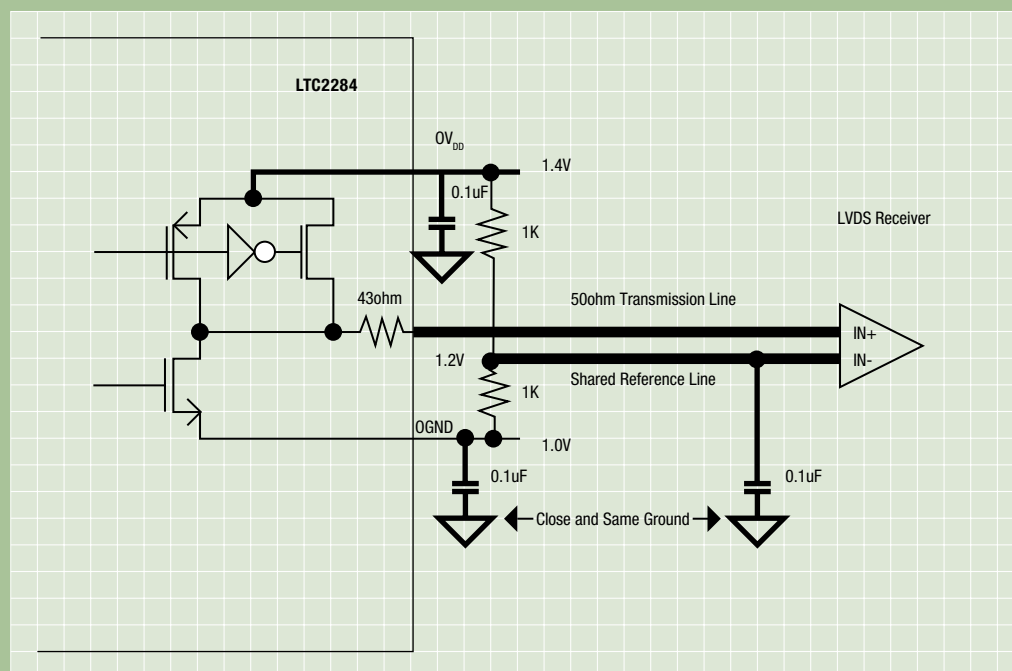 LTC2284
OVDD
1.4V
0.1uF
1K
LVDS Receiver
43ohm
50ohm Transmission Line
IN+
1.2V
IN-
Shared Reference Line
1K
OGND
1.0V
0.1uF
0.1uF
Close and Same Ground